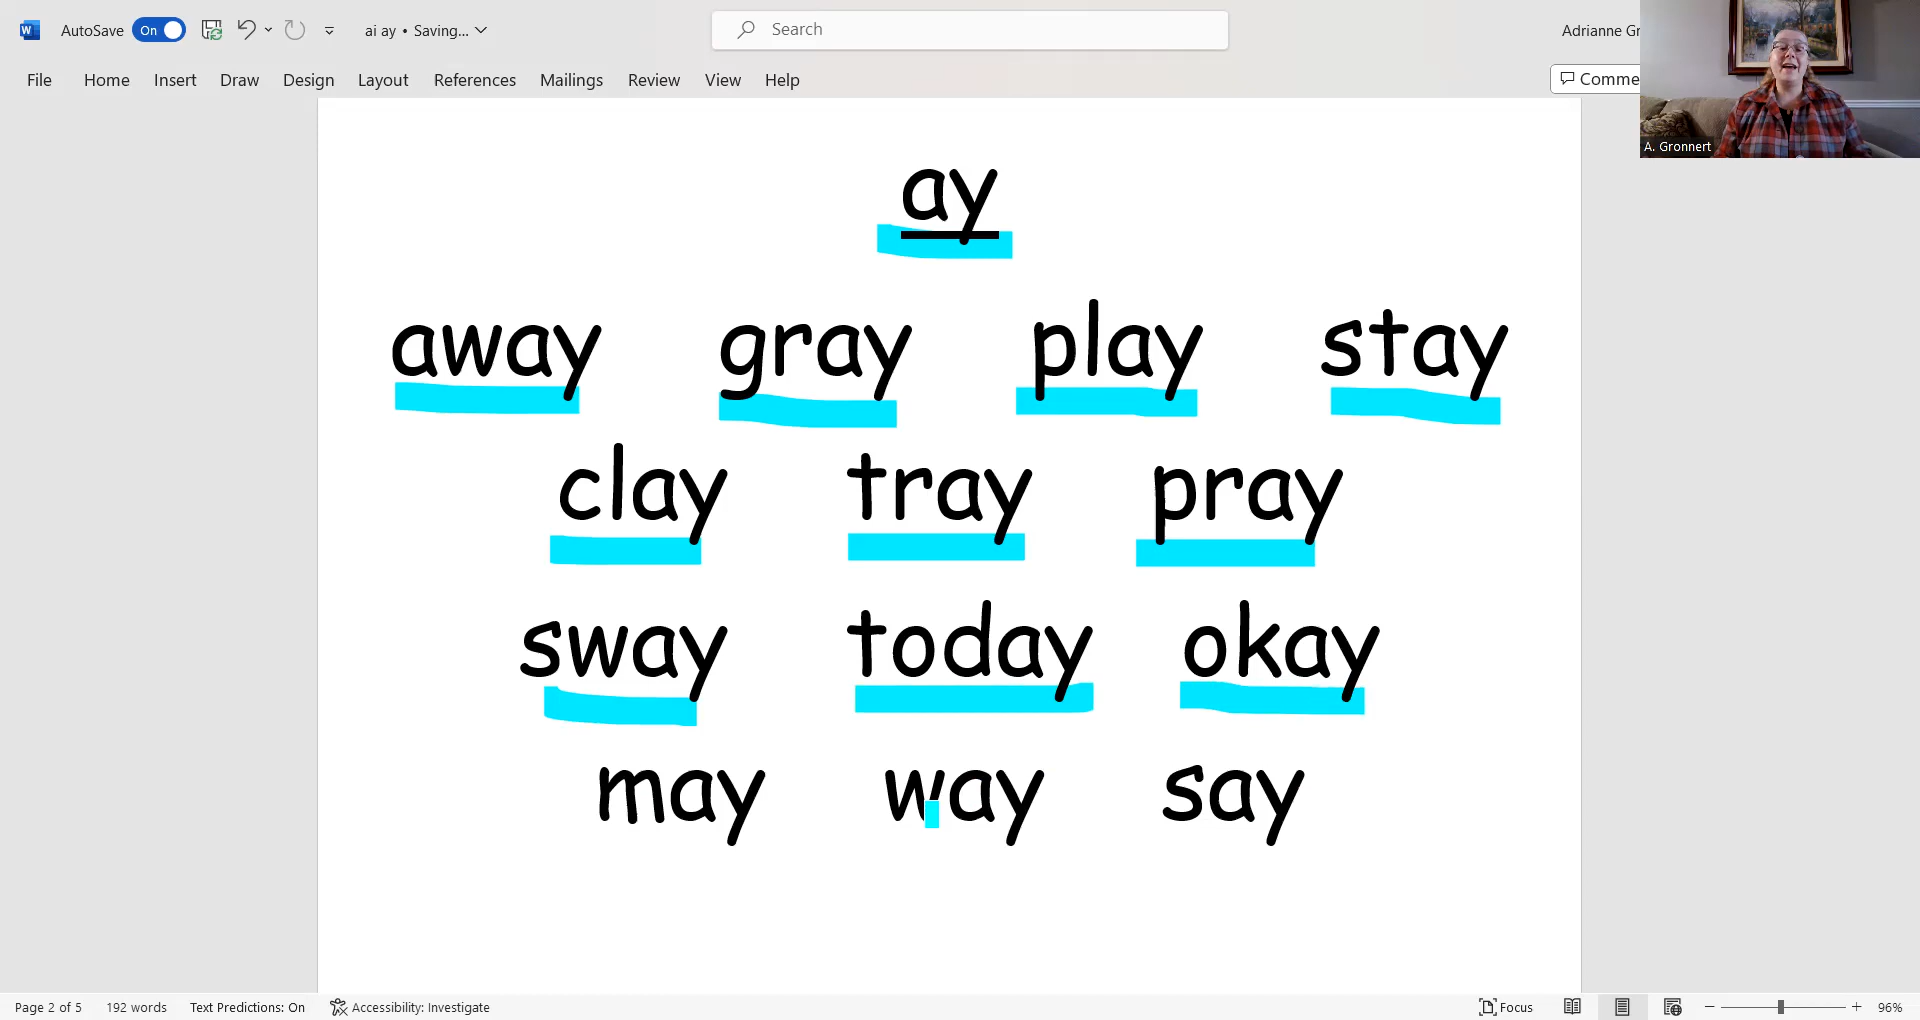 AutoSave On ai ay • Saving... Search Adrianne Gr
File Home Insert Draw Design Layout References Mailings Review View Help Comme
A. Gronnert
ay
away gray play stay
clay tray pray
sway today okay
may way say
Page 2 of 5 192 words Text Predictions: On Accessibility: Investigate Focus 96%